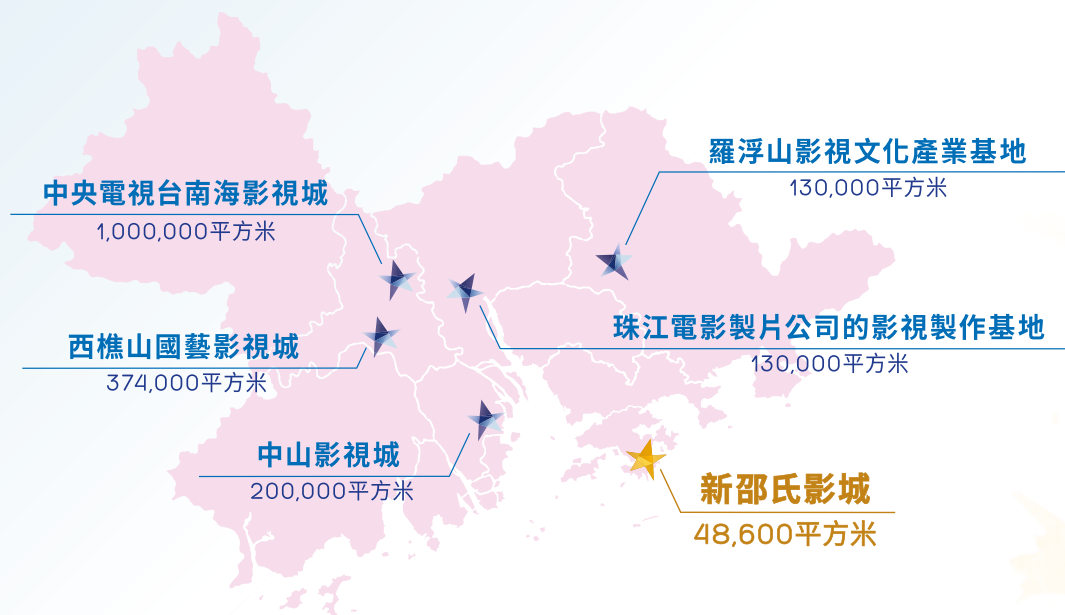 羅浮山影視文化產業基地
130,000平方米
中央電視台南海影視城
1,000,000平方米
珠江電影製片公司的影視製作基地
130,000平方米
西樵山國藝影視城
374,000平方米
中山影視城
200,000平方米
新邵氏影城
48,600平方米